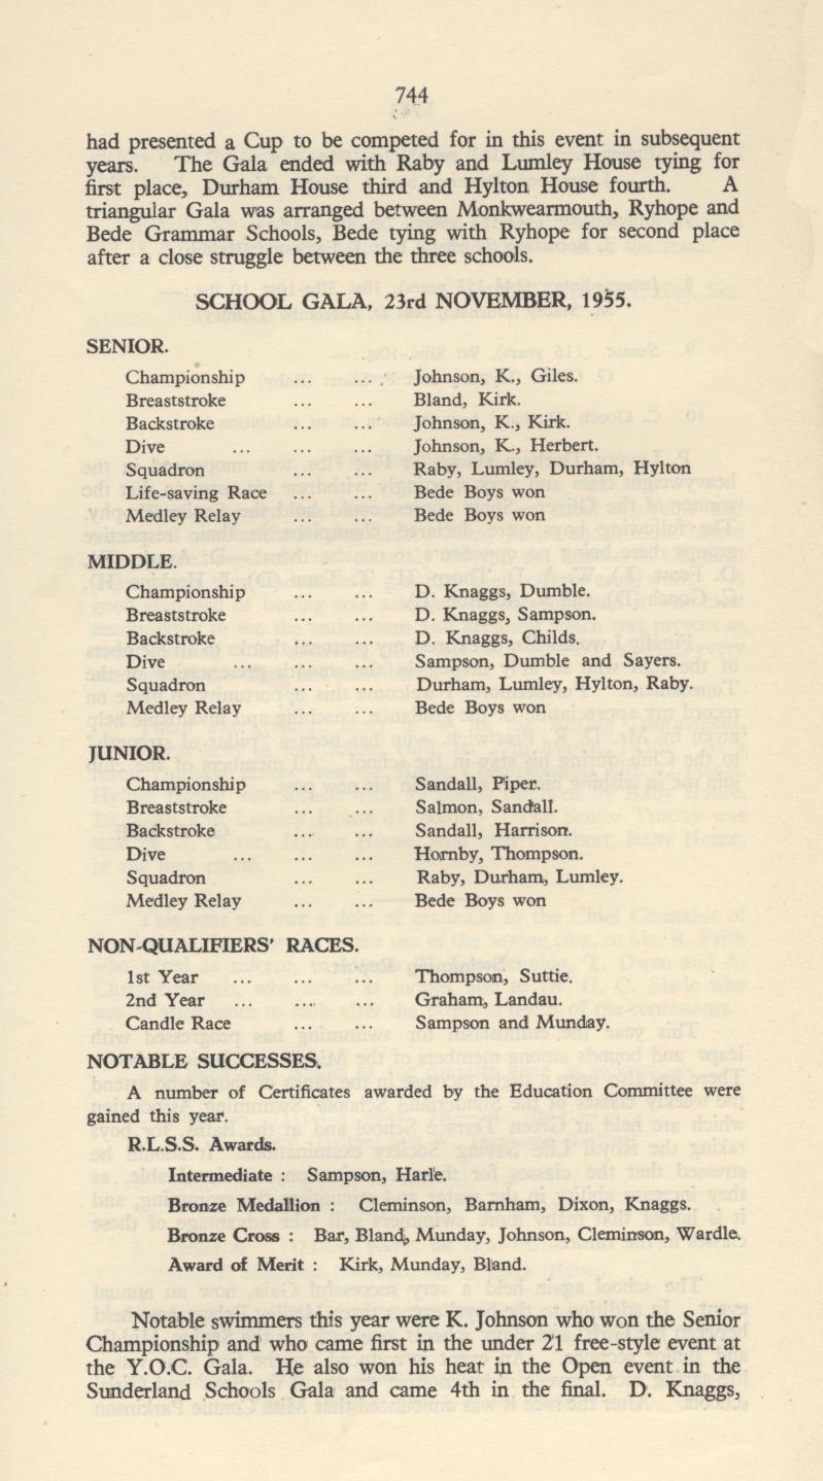 744
had presented a Cup to be competed for in this event in subsequent
years. The Gala ended with Raby and Lumley House tying for
first place, Durham House third and Hylton House fourth. A
triangular Gala was arranged between Monkwearmouth, Ryhope and
Bede Grammar Schools, Bede tying with Ryhope for second place
after a close struggle between the three schools.
SCHOOL GALA, 23rd NOVEMBER, 1955.
SENIOR.
Championship ... ... Johnson, K., Giles.
Breaststroke ... ... Bland, Kirk.
Backstroke ... ... Johnson, K., Kirk.
Dive ... ... ... Johnson, K., Herbert.
Squadron ... ... Raby, Lumley, Durham, Hylton
Life-saving Race ... ... Bede Boys won
Medley Relay ... ... Bede Boys won
MIDDLE.
Championship ... ... D. Knaggs, Dumble.
Breaststroke ... ... D. Knaggs, Sampson.
Backstroke ... ... D. Knaggs, Childs.
Dive ... ... ... Sampson, Dumble and Sayers.
Squadron ... ... Durham, Lumley, Hylton, Raby.
Medley Relay ... ... Bede Boys won
JUNIOR.
Championship ... ... Sandall, Piper.
Breaststroke ... ... Salmon, Sandall.
Backstroke ... ... Sandall, Harrison.
Dive ... ... ... Hornby, Thompson.
Squadron ... ... Raby, Durham, Lumley.
Medley Relay ... ... Bede Boys won
NON-QUALIFIERS' RACES.
1st Year ... ... ... Thompson, Suttie.
2nd Year ... ... ... Graham, Landau.
Candle Race ... ... Sampson and Munday.
NOTABLE SUCCESSES.
A number of Certificates awarded by the Education Committee were
gained this year.
R.L.S.S. Awards.
Intermediate : Sampson, Harle.
Bronze Medallion : Cleminson, Barnham, Dixon, Knaggs.
Bronze Cross : Bar, Bland, Munday, Johnson, Cleminson, Wardle.
Award of Merit : Kirk, Munday, Bland.
Notable swimmers this year were K. Johnson who won the Senior
Championship and who came first in the under 21 free-style event at
the Y.O.C. Gala. He also won his heat in the Open event in the
Sunderland Schools Gala and came 4th in the final. D. Knaggs,